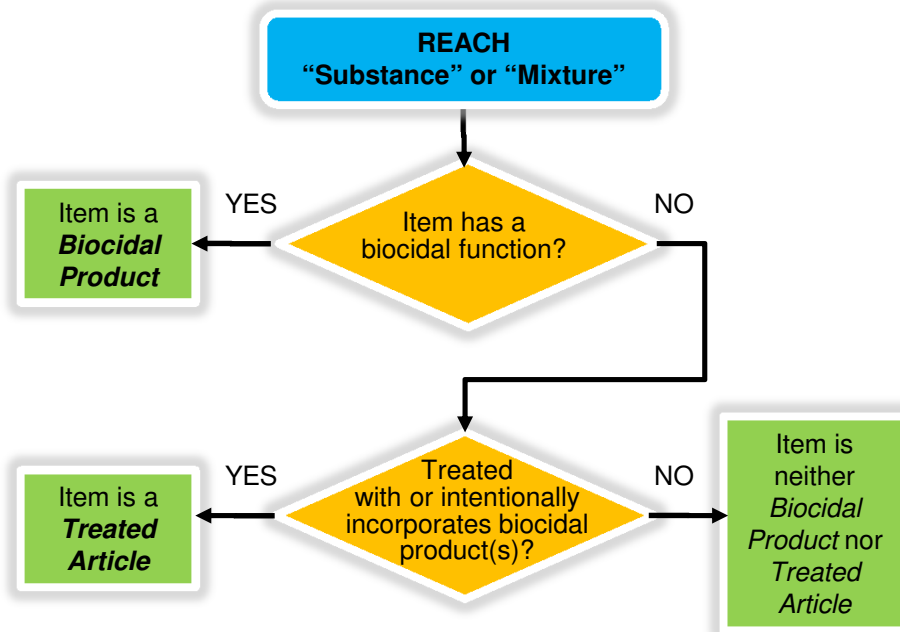 REACH
“Substance” or “Mixture”
YES
NO
Item has a
biocidal function?
Item is a
Biocidal
Product
YES
NO
Treated
with or intentionally
incorporates biocidal
product(s)?
Item is a
Treated
Article
Item is
neither
Biocidal
Product nor
Treated
Article